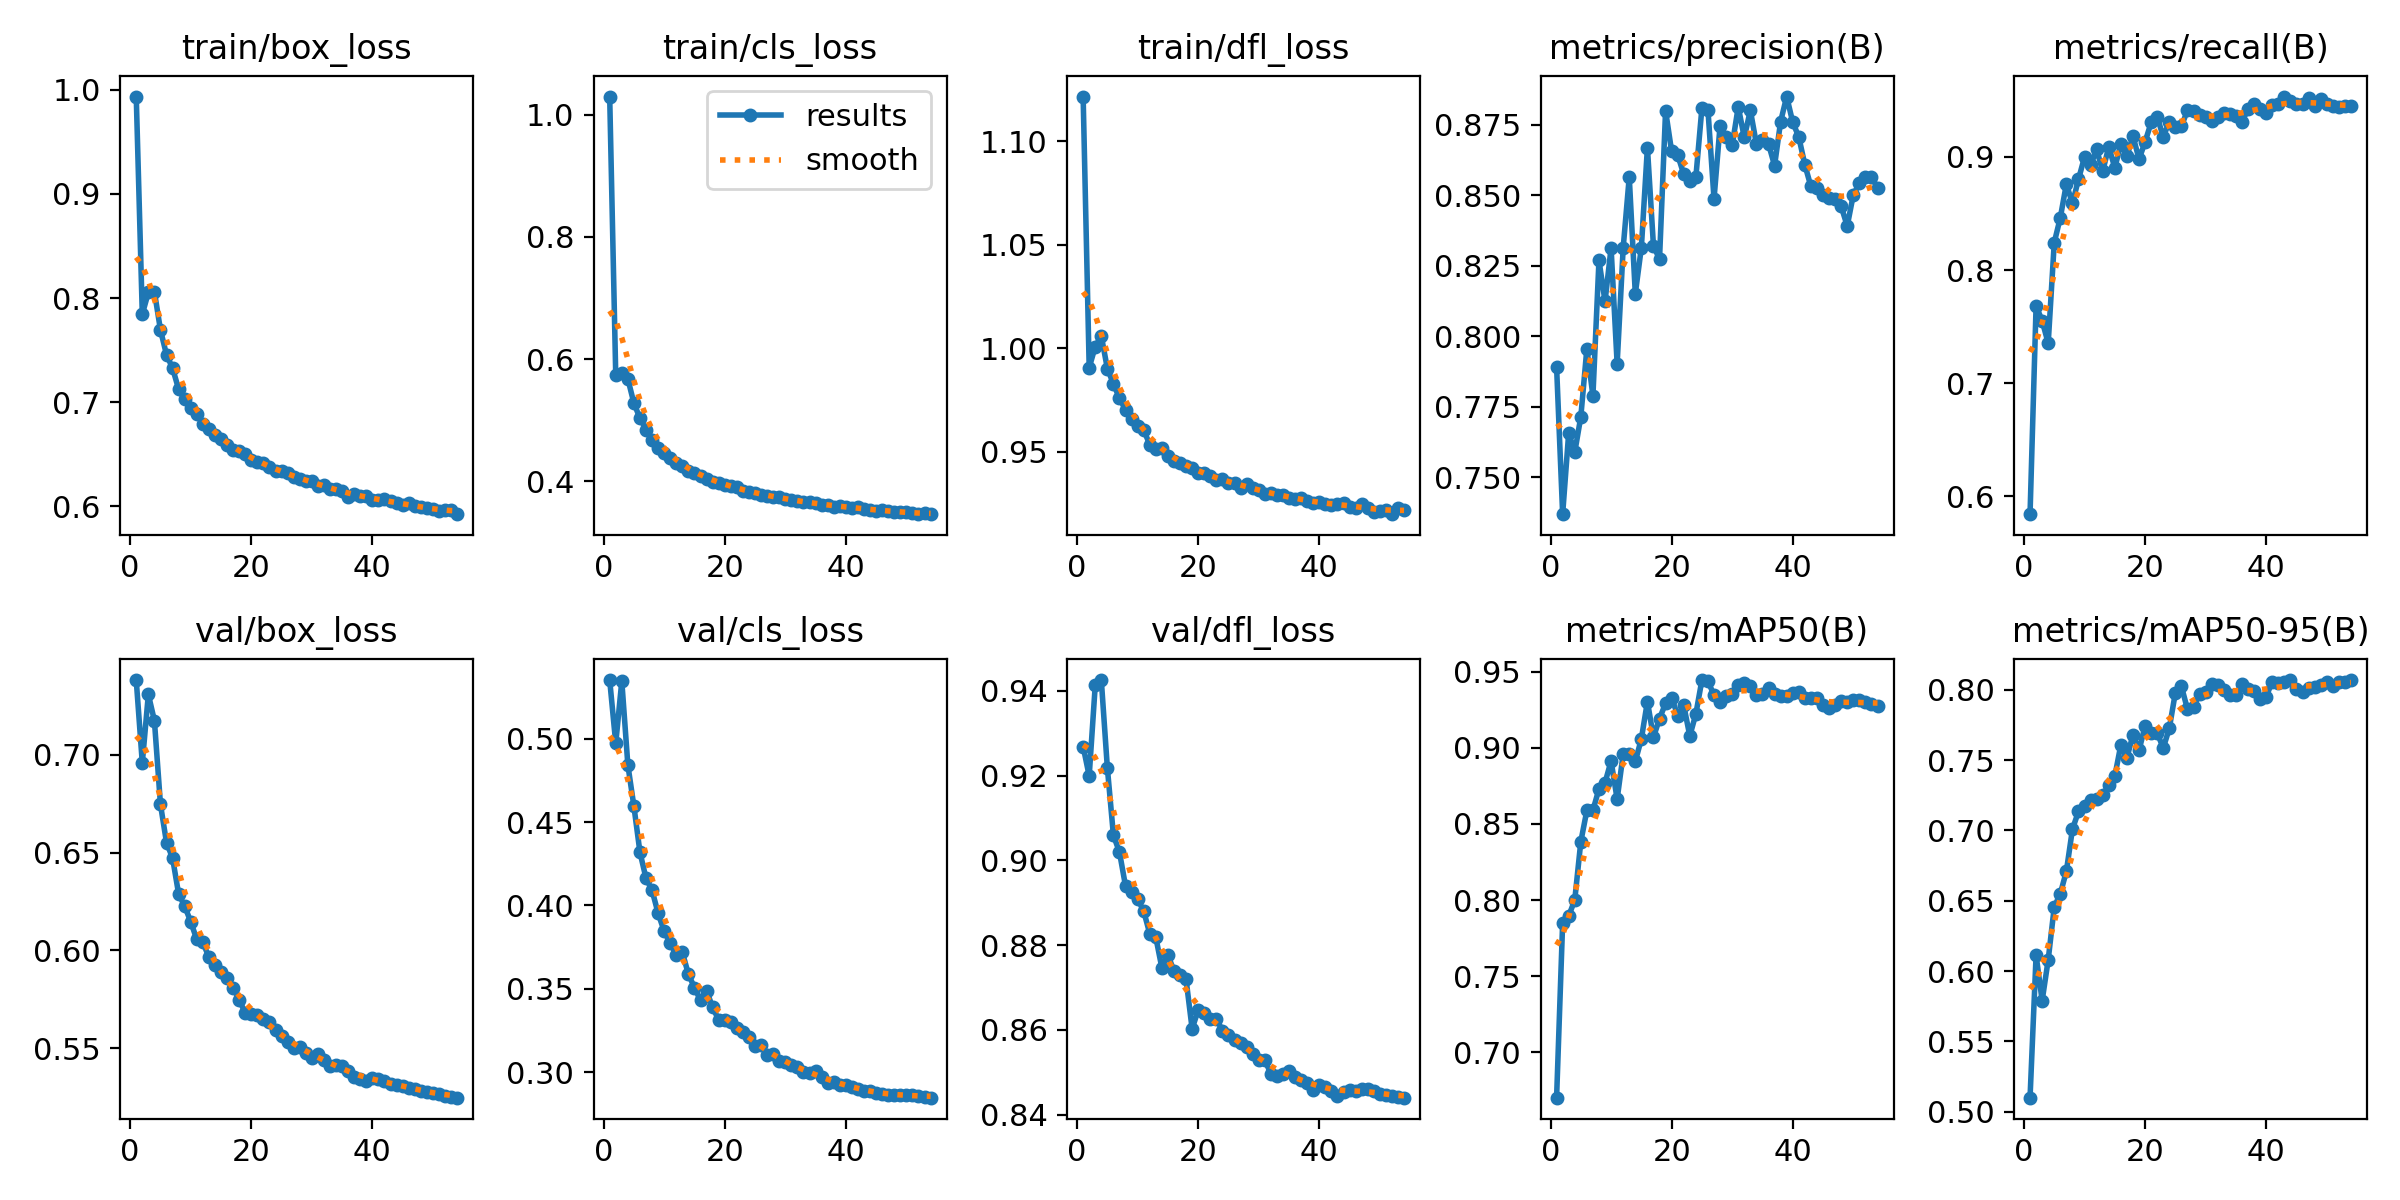 train/box_loss
1.0
0.9
0.8
0.7
0.6
0 20 40
train/cls_loss
results
smooth
1.0
0.8
0.6
0.4
0 20 40
train/dfl_loss
1.10
1.05
1.00
0.95
0 20 40
metrics/precision(B)
0.875
0.850
0.825
0.800
0.775
0.750
0 20 40
metrics/recall(B)
0.9
0.8
0.7
0.6
0 20 40
val/box_loss
0.70
0.65
0.60
0.55
0 20 40
val/cls_loss
0.50
0.45
0.40
0.35
0.30
0 20 40
val/dfl_loss
0.94
0.92
0.90
0.88
0.86
0.84
0 20 40
metrics/mAP50(B)
0.95
0.90
0.85
0.80
0.75
0.70
0 20 40
metrics/mAP50-95(B)
0.80
0.75
0.70
0.65
0.60
0.55
0.50
0 20 40